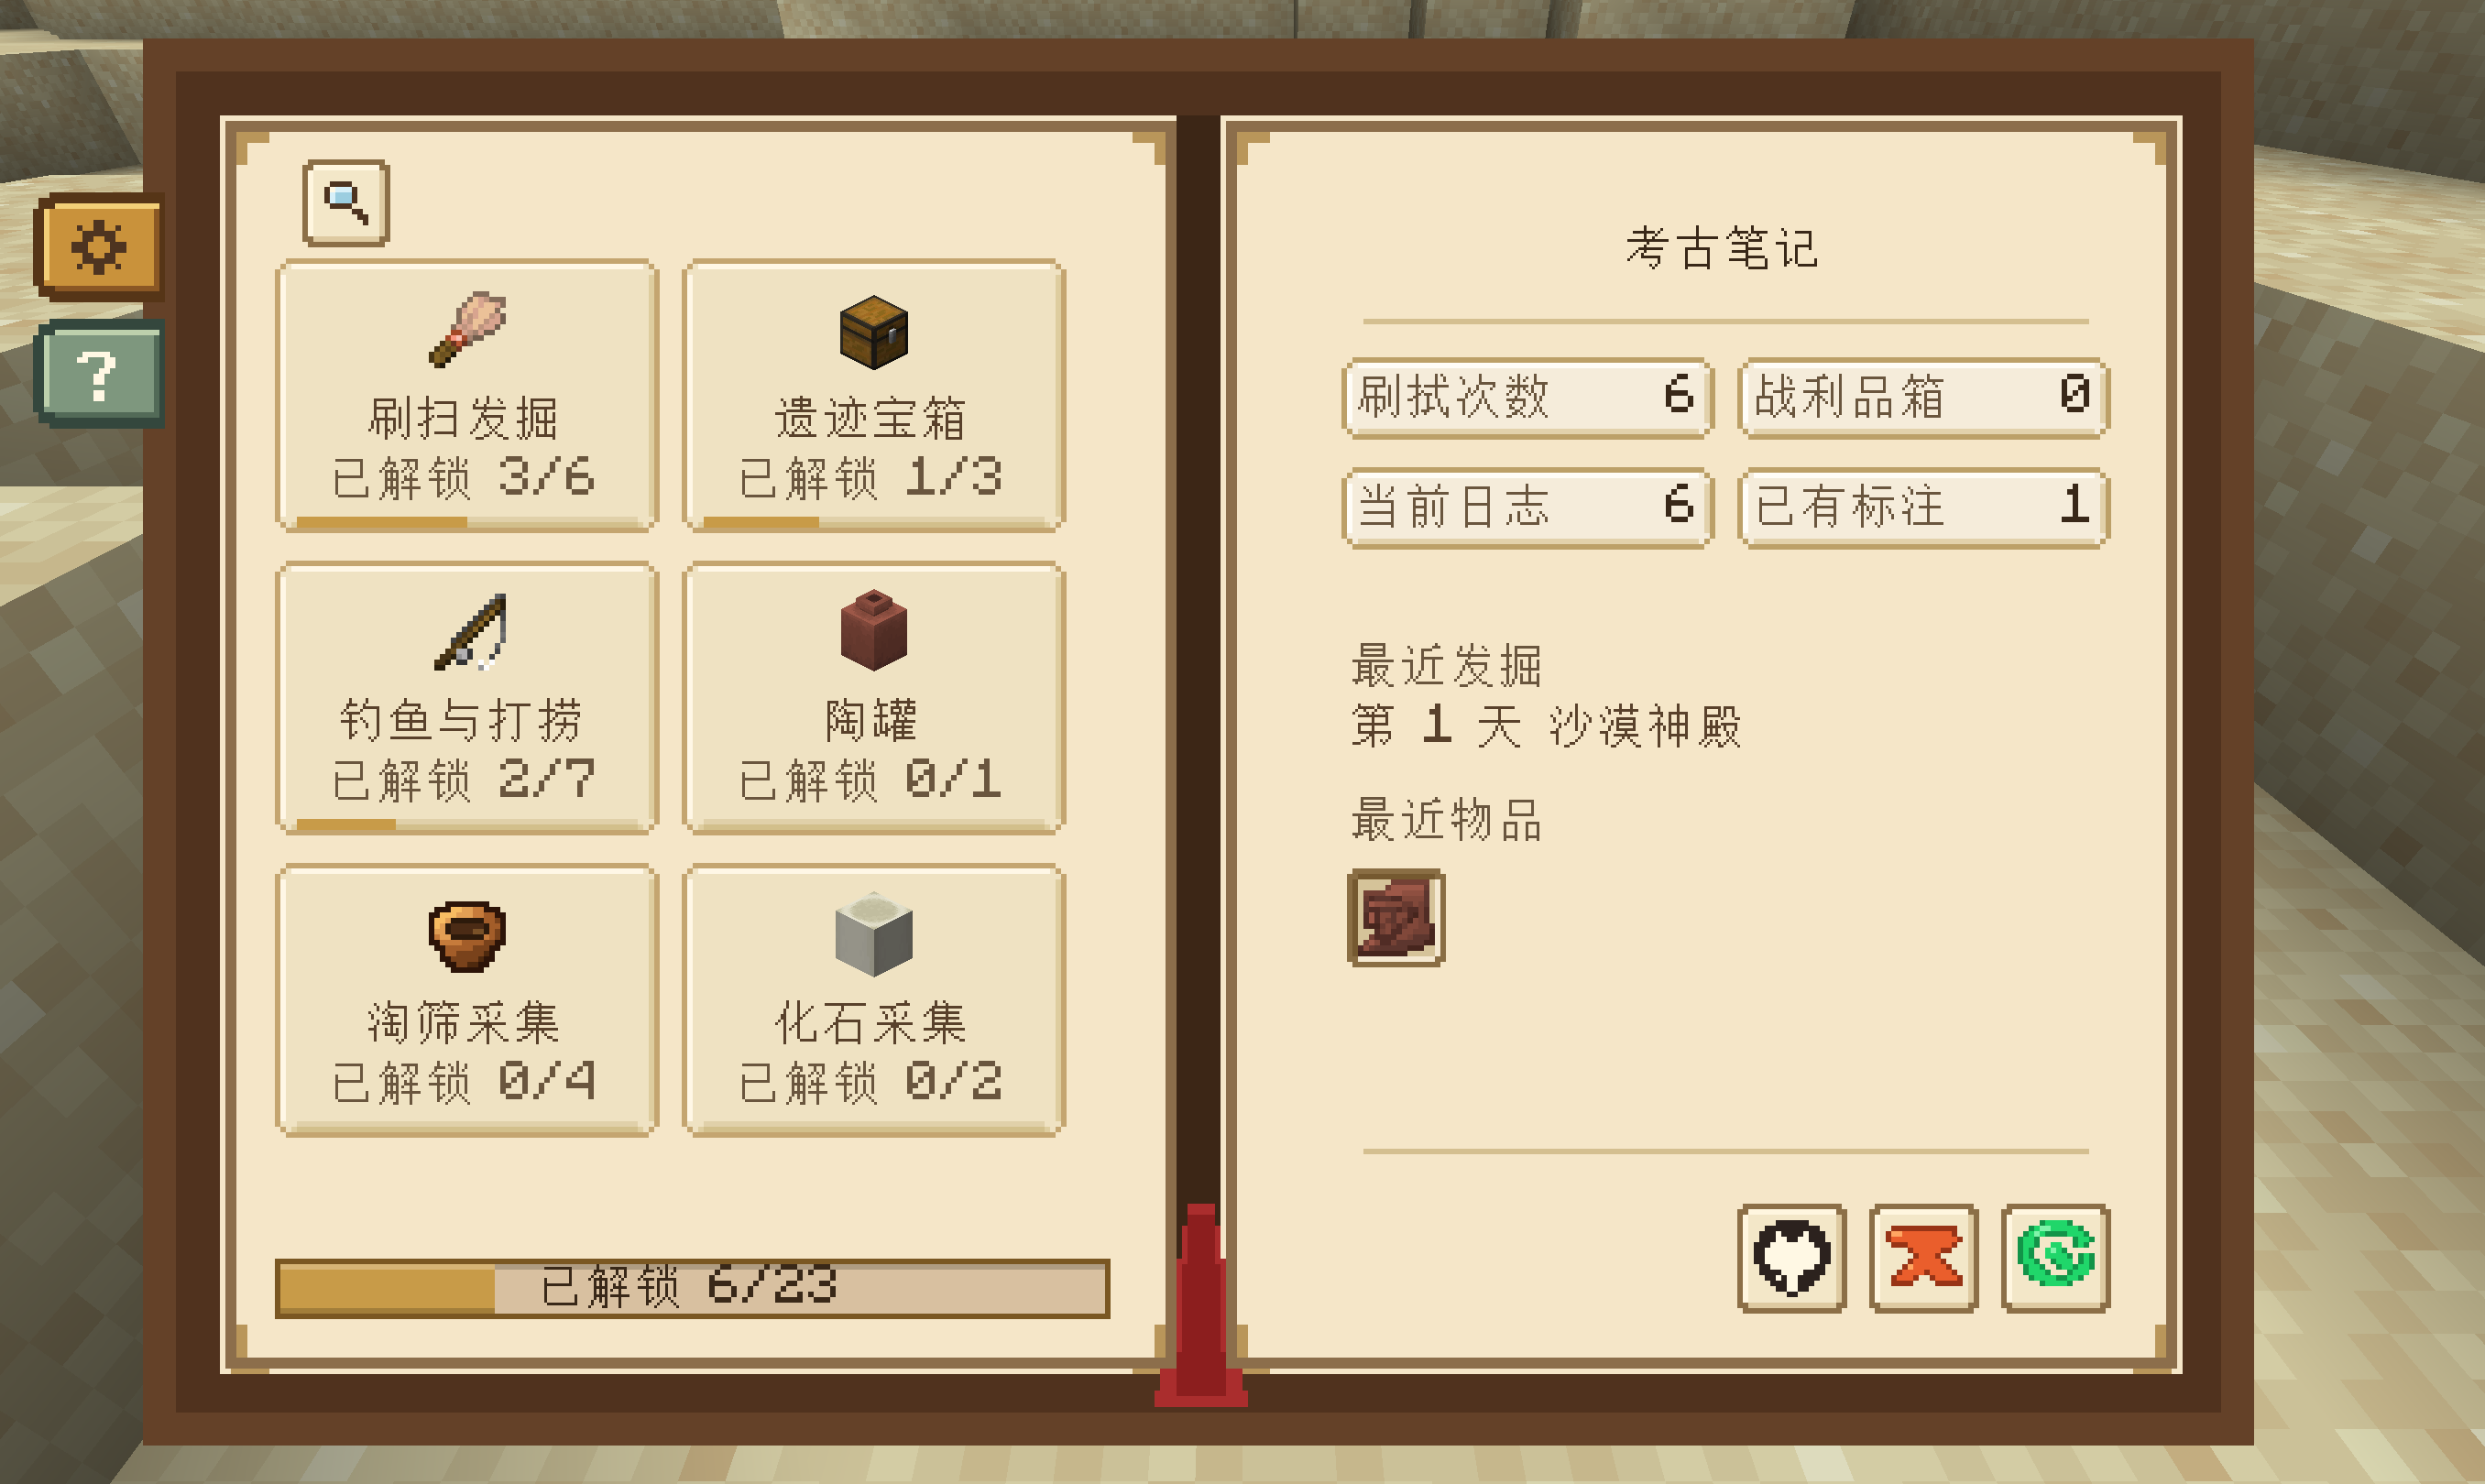 ?
刷扫发掘
已解锁 3/6
遗迹宝箱
已解锁 1/3
钓鱼与打捞
已解锁 2/7
陶罐
已解锁 0/1
淘筛采集
已解锁 0/4
化石采集
已解锁 0/2
已解锁 6/23
考古笔记
刷拭次数 6
战利品箱 0
当前日志 6
已有标注 1
最近发掘
第 1 天 沙漠神殿
最近物品